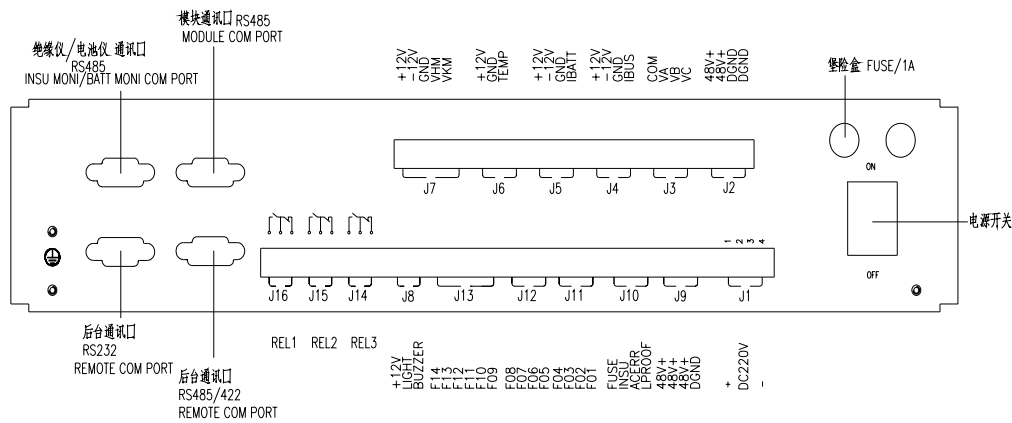 模块通讯口 RS485
MODULE COM PORT
绝缘仪/电池仪 通讯口
RS485
INSU MONI/BATT MONI COM PORT
+12V
-12V
GND
VHM
VKM
+12V
GND
TEMP
+12V
-12V
GND
IBATT
+12V
-12V
GND
IBUS
COM
VA
VB
VC
48V+
48V+
DGND
DGND
堡险盒 FUSE/1A
J7
J6
J5
J4
J3
J2
ON
电源开关
OFF
1
2
3
4
J16
J15
J14
J8
J13
J12
J11
J10
J9
J1
后台通讯口
RS232
REMOTE COM PORT
后台通讯口
RS485/422
REMOTE COM PORT
REL1
REL2
REL3
+12V
LIGHT
BUZZER
F14
F13
F12
F11
F10
F09
F08
F07
F06
F05
F04
F03
F02
F01
FUSE
INSU
ACERR
LPROOF
48V+
48V+
48V+
DGND
+
DC220V
-